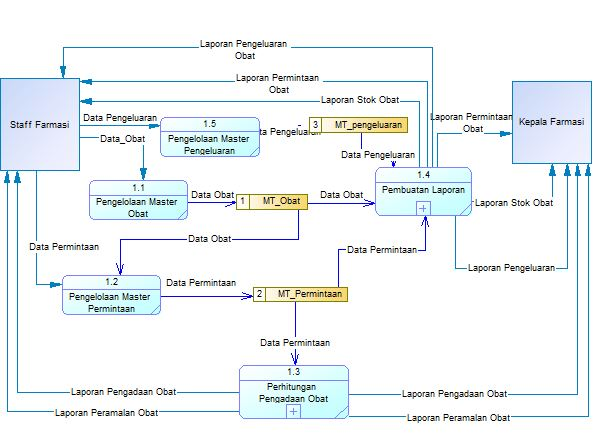 Laporan Pengeluaran
Obat
Laporan Permintaan
Obat
Laporan Stok Obat
Staff Farmasi
Data Pengeluaran
Data_Obat
1.5
Pengelolaan Master
Pengeluaran
ta Pengeluaran
3 MT_pengeluaran
Data Pengeluaran
Laporan Permintaan
Obat
Kepala Farmasi
1.1
Pengelolaan Master
Obat
Data Obat
1 MT_Obat
Data Obat
1.4
Pembuatan Laporan
Laporan Stok Obat
Data Obat
Data Permintaan
Data Permintaan
Laporan Pengeluaran
1.2
Pengelolaan Master
Permintaan
Data Permintaan
2 MT_Permintaan
Data Permintaan
1.3
Perhitungan
Pengadaan Obat
Laporan Pengadaan Obat
Laporan Peramalan Obat
Laporan Pengadaan Obat
Laporan Peramalan Obat